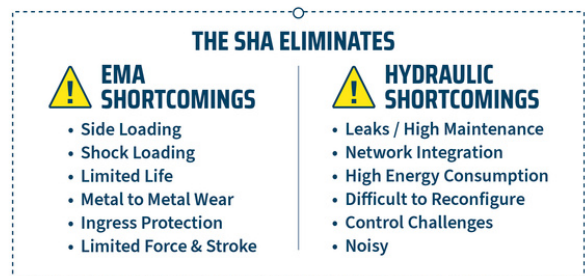 THE SHA ELIMINATES
EMA
SHORTCOMINGS
• Side Loading
• Shock Loading
• Limited Life
• Metal to Metal Wear
• Ingress Protection
• Limited Force & Stroke
HYDRAULIC
SHORTCOMINGS
• Leaks / High Maintenance
• Network Integration
• High Energy Consumption
• Difficult to Reconfigure
• Control Challenges
• Noisy